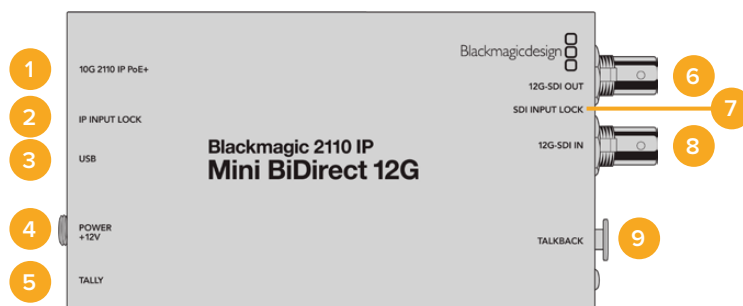 1
10G 2110 IP PoE+
2
IP INPUT LOCK
3
USB
4
POWER
+12V
5
TALLY
Blackmagic 2110 IP
Mini BiDirect 12G
Blackmagicdesign
12G-SDI OUT
6
SDI INPUT LOCK
7
12G-SDI IN
8
TALKBACK
9